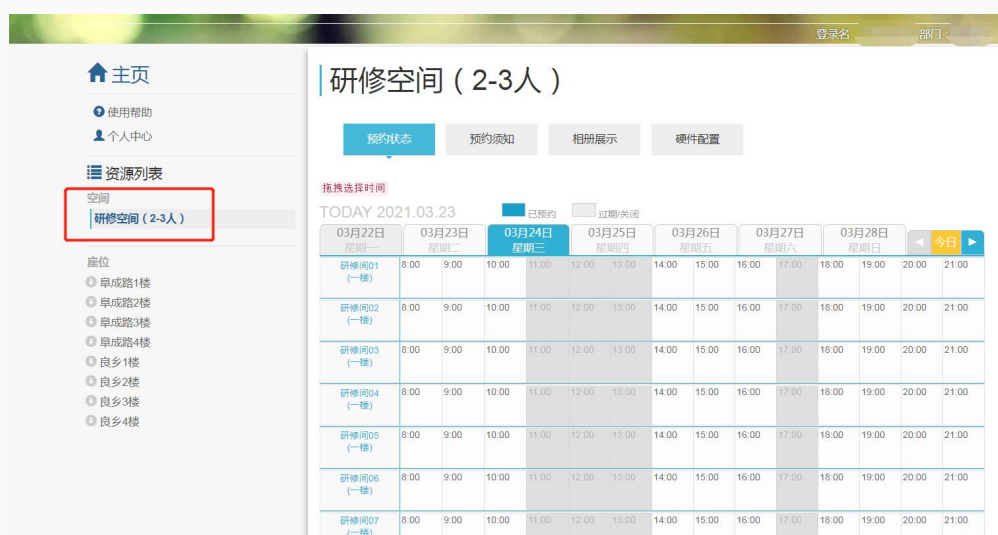 登录名 部门：
主页
使用帮助
个人中心
资源列表
空间
研修空间（2-3人）
座位
阜成路1楼
阜成路2楼
阜成路3楼
阜成路4楼
良乡1楼
良乡2楼
良乡3楼
良乡4楼
研修空间（2-3人）
预约状态 预约须知 相册展示 硬件配置
拖拽选择时间
TODAY 2021.03.23 已预约 过期/关闭
03月22日 03月23日 03月24日 03月25日 03月26日 03月27日 03月28日
星期一 星期二 星期三 星期四 星期五 星期六 星期日 今日
研修间01 8:00 9:00 10:00 11:00 12:00 13:00 14:00 15:00 16:00 17:00 18:00 19:00 20:00 21:00
(一楼)
研修间02 8:00 9:00 10:00 11:00 12:00 13:00 14:00 15:00 16:00 17:00 18:00 19:00 20:00 21:00
(一楼)
研修间03 8:00 9:00 10:00 11:00 12:00 13:00 14:00 15:00 16:00 17:00 18:00 19:00 20:00 21:00
(一楼)
研修间04 8:00 9:00 10:00 11:00 12:00 13:00 14:00 15:00 16:00 17:00 18:00 19:00 20:00 21:00
(一楼)
研修间05 8:00 9:00 10:00 11:00 12:00 13:00 14:00 15:00 16:00 17:00 18:00 19:00 20:00 21:00
(一楼)
研修间06 8:00 9:00 10:00 11:00 12:00 13:00 14:00 15:00 16:00 17:00 18:00 19:00 20:00 21:00
(一楼)
研修间07 8:00 9:00 10:00 11:00 12:00 13:00 14:00 15:00 16:00 17:00 18:00 19:00 20:00 21:00
(一楼)